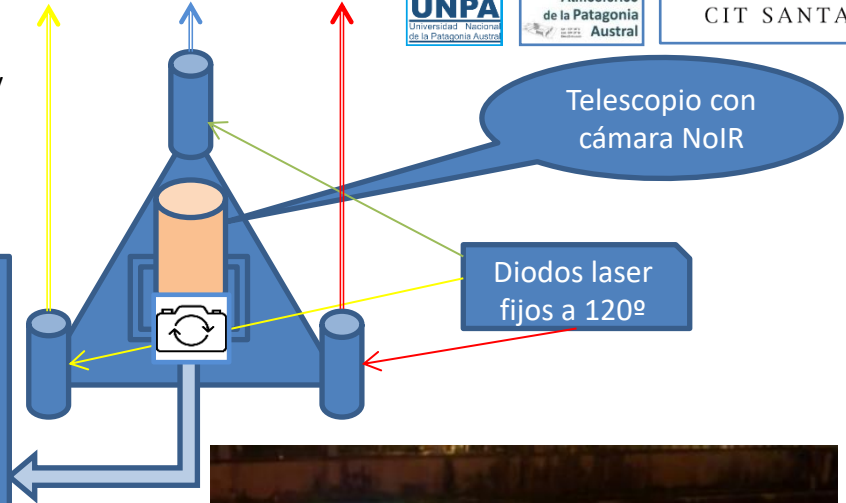 UNPA
Universidad Nacional
de la Patagonia Austral
de la Patagonia
Austral
CIT SANTA
Telescopio con
cámara NoIR
Diodos laser
fijos a 120º